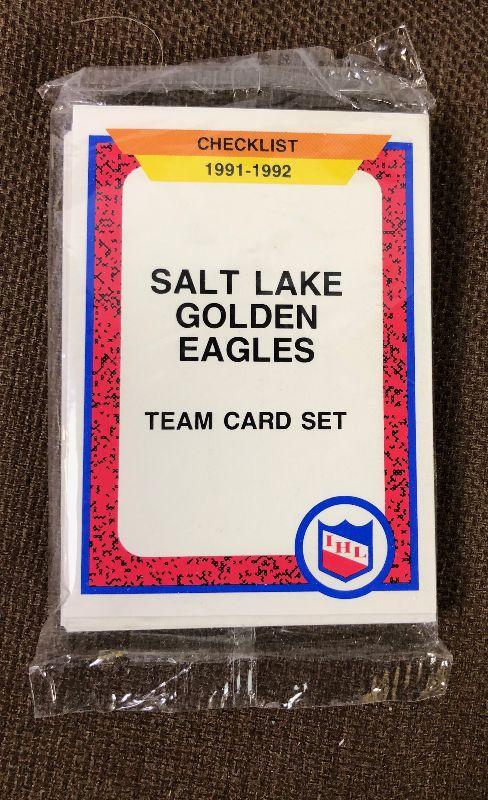 CHECKLIST
1991-1992
SALT LAKE
GOLDEN
EAGLES
TEAM CARD SET
IHL